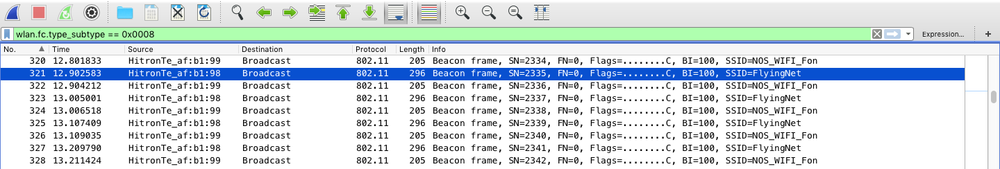 wlan.fc.type_subtype == 0x0008 Expression... +
No. Time Source Destination Protocol Length Info
320 12.801833 HitronTe_af:b1:99 Broadcast 802.11 205 Beacon frame, SN=2334, FN=0, Flags=........C, BI=100, SSID=NOS_WIFI_Fon
321 12.902583 HitronTe_af:b1:98 Broadcast 802.11 296 Beacon frame, SN=2335, FN=0, Flags=........C, BI=100, SSID=FlyingNet
322 12.904212 HitronTe_af:b1:99 Broadcast 802.11 205 Beacon frame, SN=2336, FN=0, Flags=........C, BI=100, SSID=NOS_WIFI_Fon
323 13.005001 HitronTe_af:b1:98 Broadcast 802.11 296 Beacon frame, SN=2337, FN=0, Flags=........C, BI=100, SSID=FlyingNet
324 13.006518 HitronTe_af:b1:99 Broadcast 802.11 205 Beacon frame, SN=2338, FN=0, Flags=........C, BI=100, SSID=NOS_WIFI_Fon
325 13.107409 HitronTe_af:b1:98 Broadcast 802.11 296 Beacon frame, SN=2339, FN=0, Flags=........C, BI=100, SSID=FlyingNet
326 13.109035 HitronTe_af:b1:99 Broadcast 802.11 205 Beacon frame, SN=2340, FN=0, Flags=........C, BI=100, SSID=NOS_WIFI_Fon
327 13.209790 HitronTe_af:b1:98 Broadcast 802.11 296 Beacon frame, SN=2341, FN=0, Flags=........C, BI=100, SSID=FlyingNet
328 13.211424 HitronTe_af:b1:99 Broadcast 802.11 205 Beacon frame, SN=2342, FN=0, Flags=........C, BI=100, SSID=NOS_WIFI_Fon